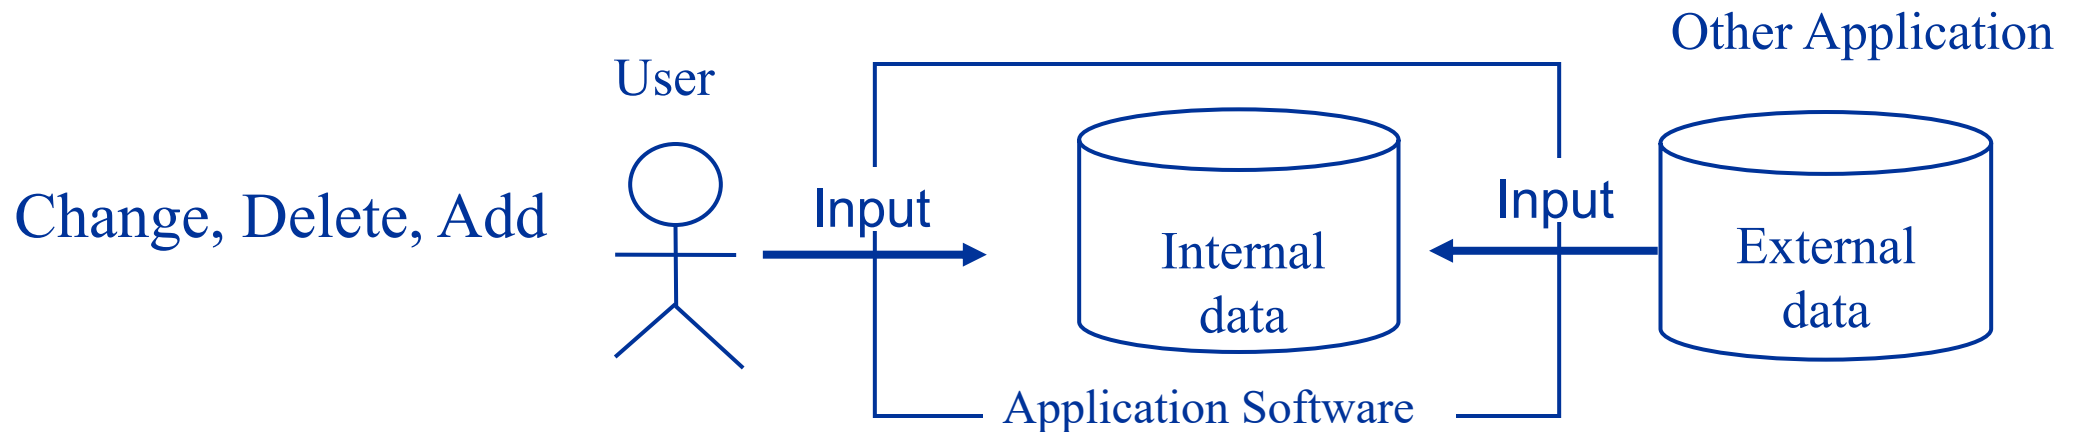 Other Application
User
Change, Delete, Add
Input
Input
Internal
data
External
data
Application Software